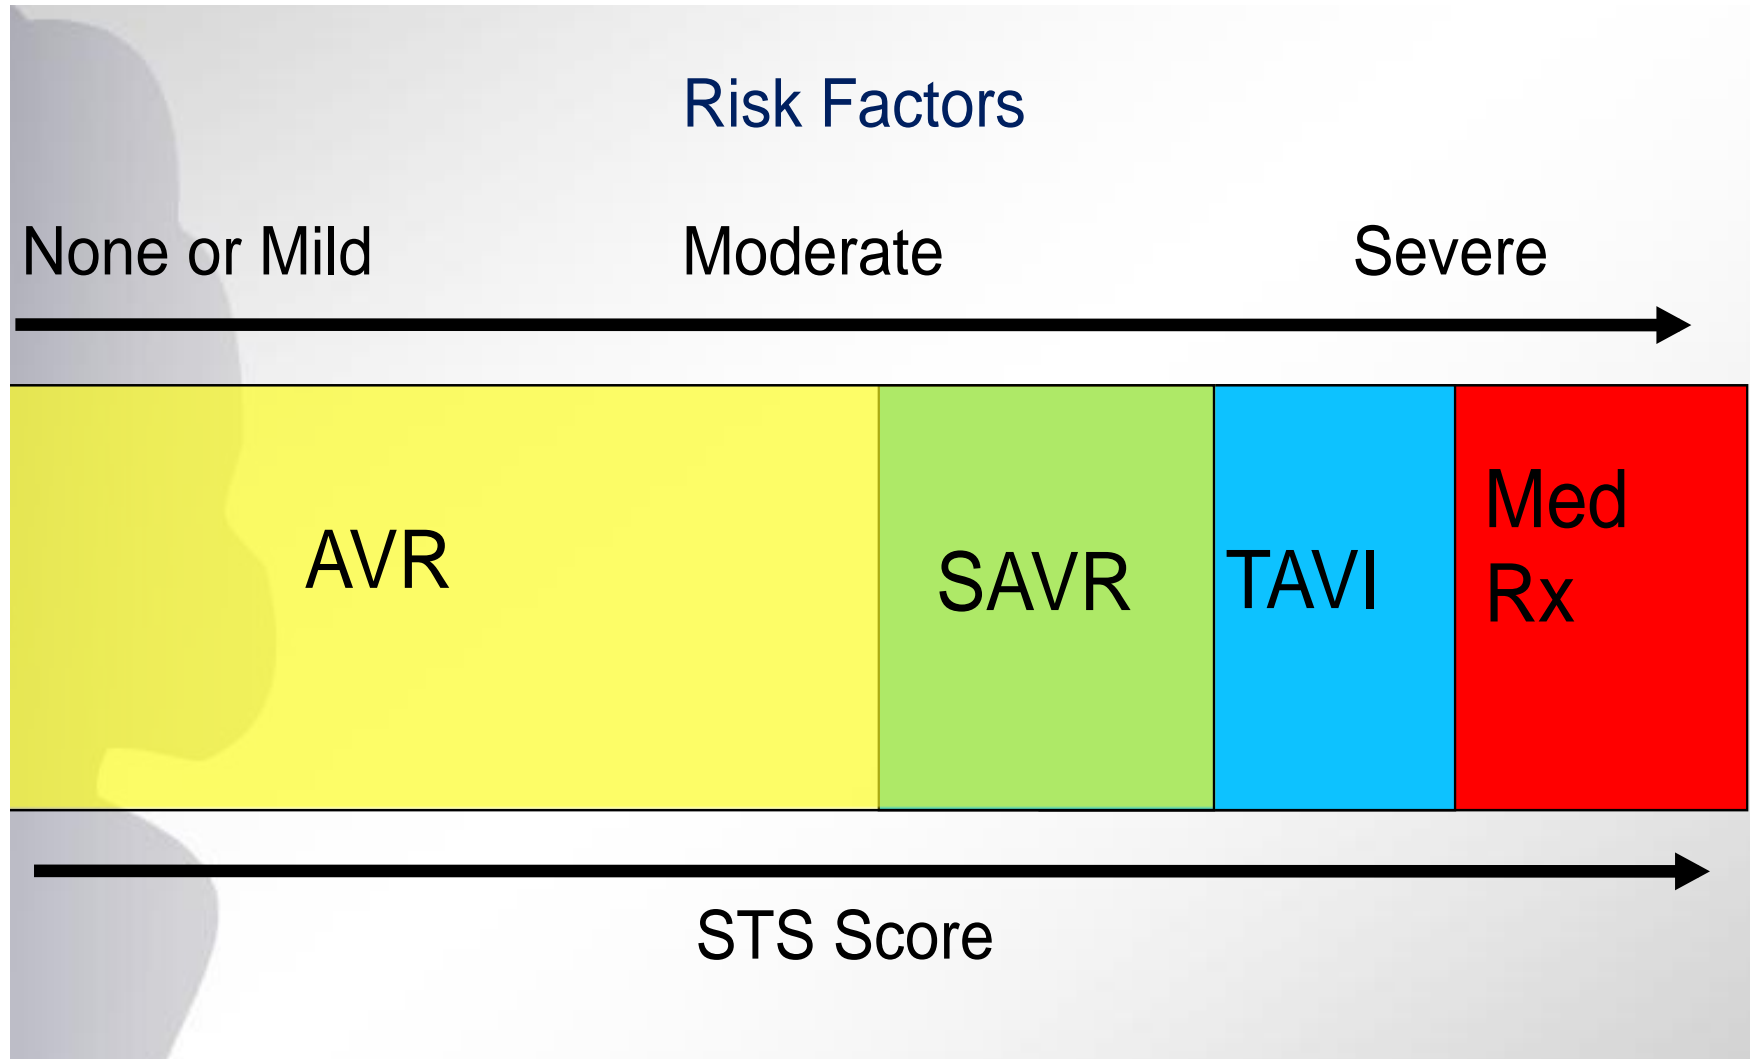 Risk Factors
None or Mild Moderate Severe
AVR SAVR TAVI Med
Rx
STS Score